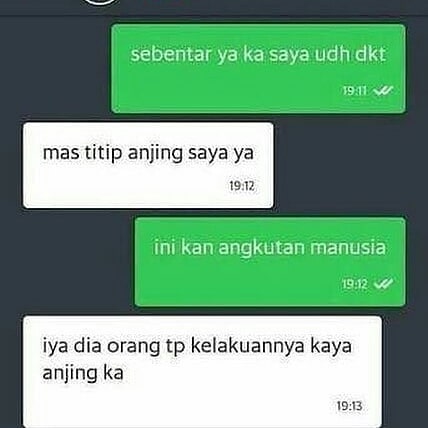 sebentar ya ka saya udh dkt
19:11
mas titip anjing saya ya
19:12
ini kan angkutan manusia
19:12
iya dia orang tp kelakuannya kaya
anjing ka
19:13